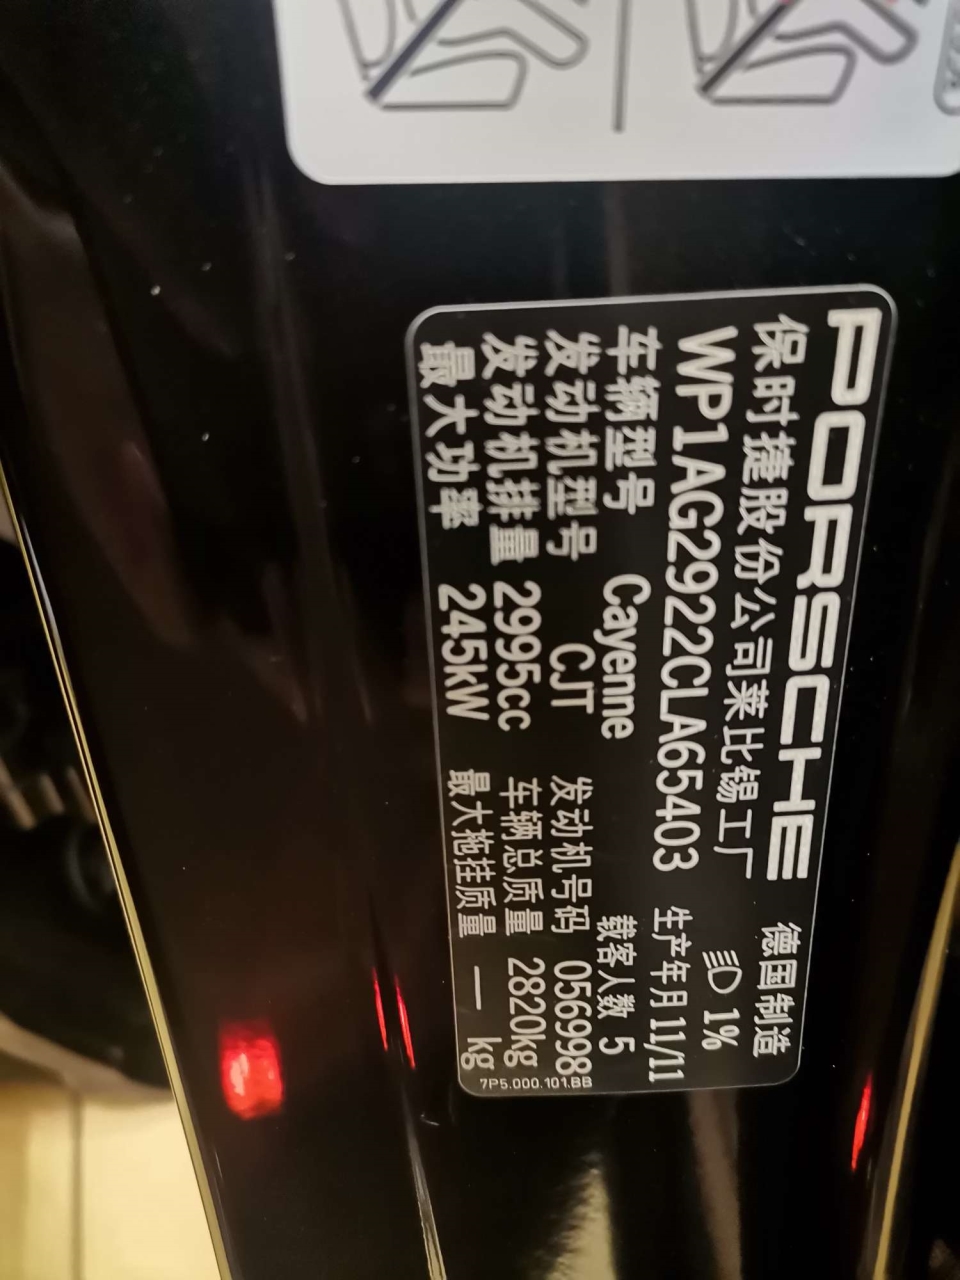 PORSCHE
保时捷股份公司莱比锡工厂 德国制造
WP1AG2922CLA65403 1%
生产年月 11/11
车辆型号 Cayenne 载客人数 5
发动机型号 CJT 发动机号码 056998
发动机排量 2995cc 车辆总质量 2820kg
最大功率 245kW 最大拖挂质量 — kg
7P5.000.101.BB